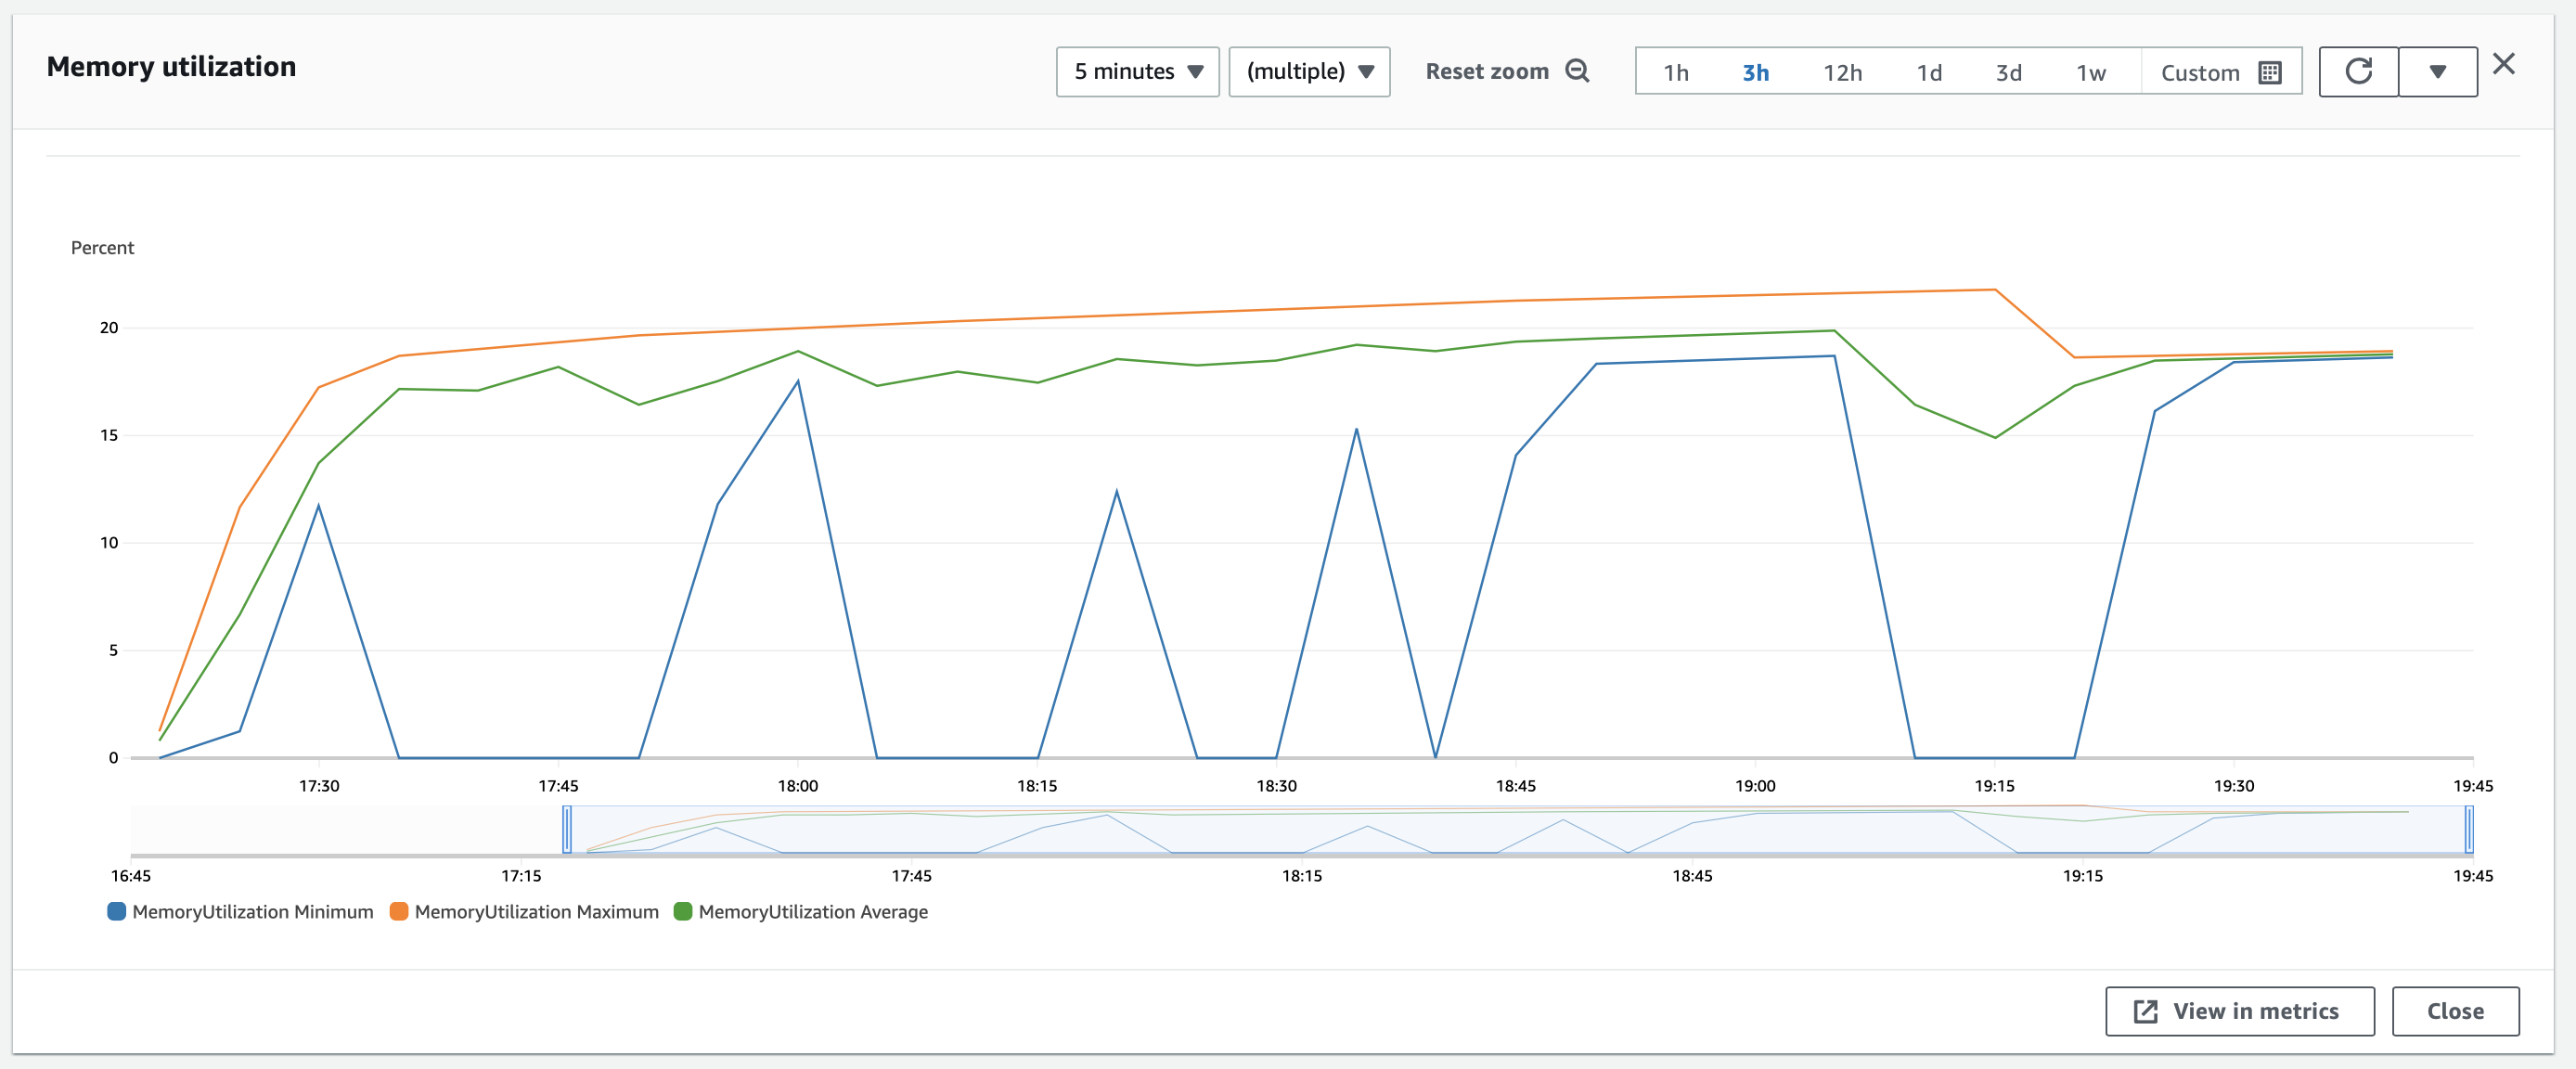 Memory utilization
5 minutes
(multiple)
Reset zoom
1h 3h 12h 1d 3d 1w Custom
Percent
20
15
10
5
0
17:30 17:45 18:00 18:15 18:30 18:45 19:00 19:15 19:30 19:45
16:45 17:15 17:45 18:15 18:45 19:15 19:45
MemoryUtilization Minimum MemoryUtilization Maximum MemoryUtilization Average
View in metrics
Close